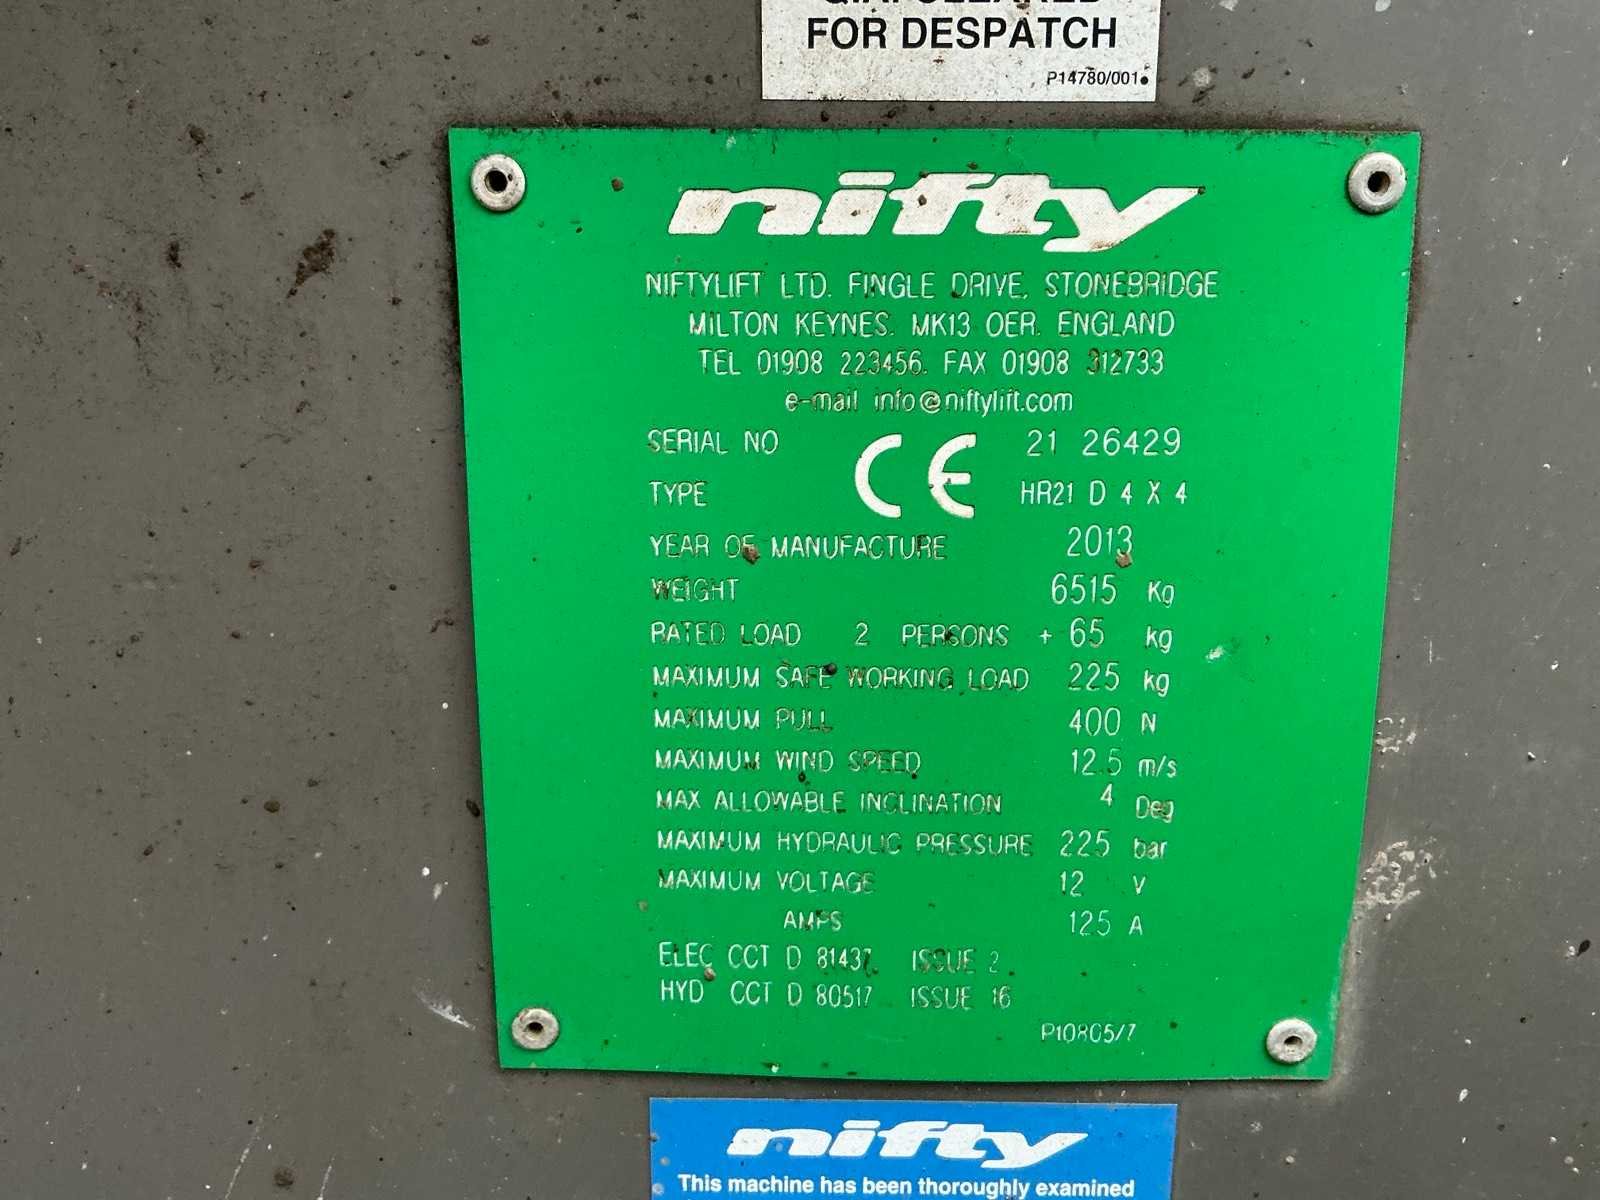 FOR DESPATCH
P14780/001
nifty
NIFTYLIFT LTD. FINGLE DRIVE, STONEBRIDGE
MILTON KEYNES. MK13 OER. ENGLAND
TEL 01908 223456. FAX 01908 312733
e-mail info@niftylift.com
SERIAL NO 21 26429
CE
TYPE HR21 D 4 X 4
YEAR OF MANUFACTURE 2013
WEIGHT 6515 Kg
RATED LOAD 2 PERSONS + 65 kg
MAXIMUM SAFE WORKING LOAD 225 kg
MAXIMUM PULL 400 N
MAXIMUM WIND SPEED 12.5 m/s
MAX ALLOWABLE INCLINATION 4 Deg
MAXIMUM HYDRAULIC PRESSURE 225 bar
MAXIMUM VOLTAGE 12 V
AMPS 125 A
ELEC CCT D 81437 ISSUE 2
HYD CCT D 80517 ISSUE 16
P10805/7
nifty
This machine has been thoroughly examined